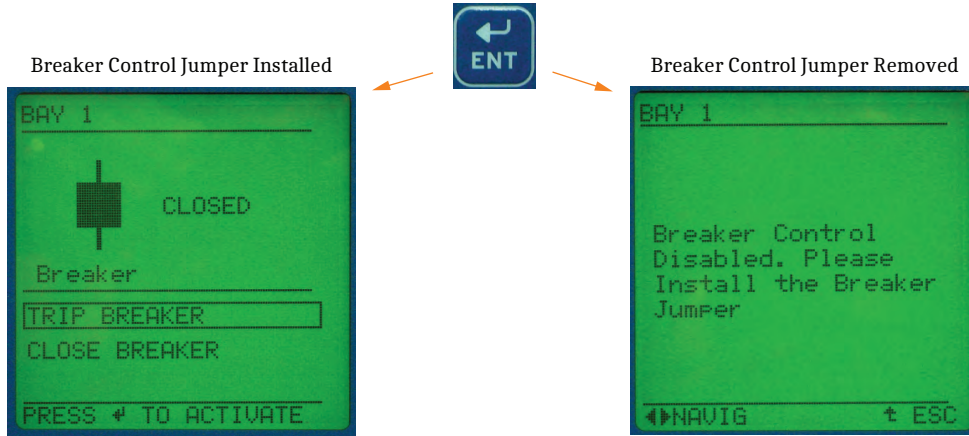 ENT
Breaker Control Jumper Installed
Breaker Control Jumper Removed
BAY 1
CLOSED
Breaker
TRIP BREAKER
CLOSE BREAKER
PRESS ↵ TO ACTIVATE
BAY 1
Breaker Control
Disabled. Please
Install the Breaker
Jumper
◀▶NAVIG ↑ ESC